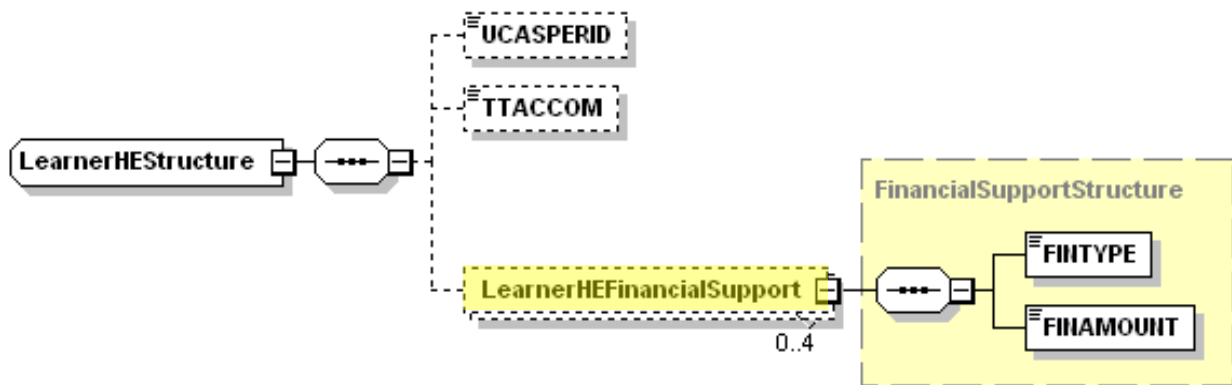 UCASPERID
TTACCOM
LearnerHEStructure
FinancialSupportStructure
FINTYPE
LearnerHEFinancialSupport
FINAMOUNT
0..4